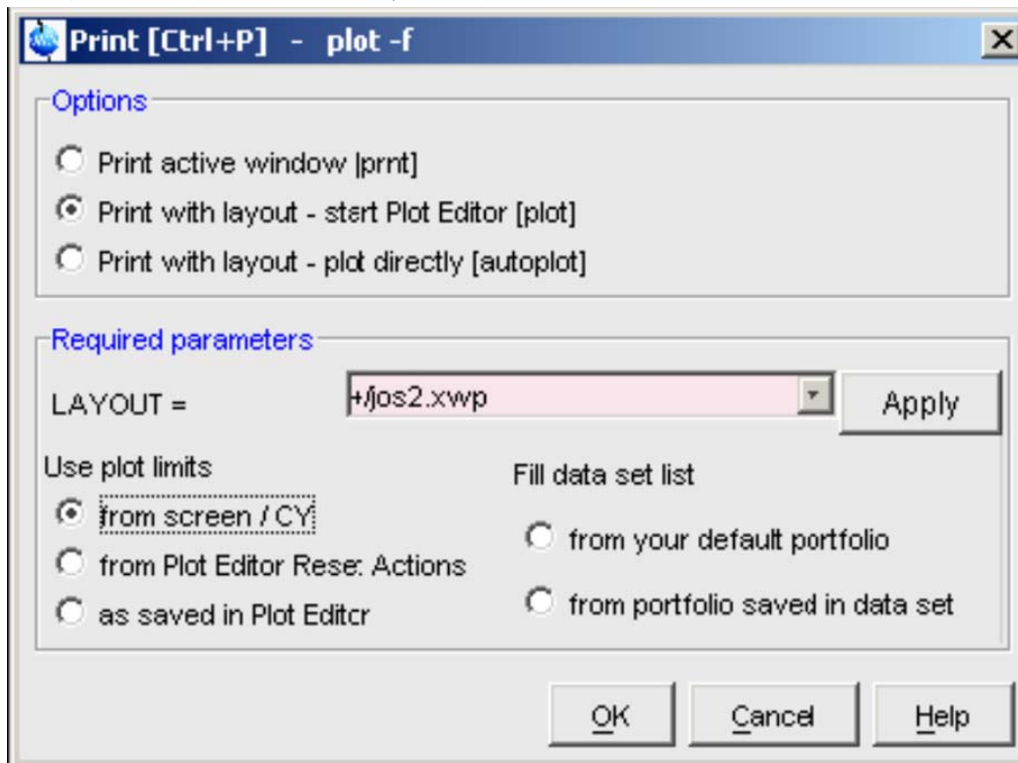 Print [Ctrl+P] - plot -f
Options
Print active window [prnt]
Print with layout - start Plot Editor [plot]
Print with layout - plot directly [autoplot]
Required parameters
LAYOUT =
+/jos2.xwp
Apply
Use plot limits
from screen / CY
from Plot Editor Reset Actions
as saved in Plot Editor
Fill data set list
from your default portfolio
from portfolio saved in data set
OK
Cancel
Help